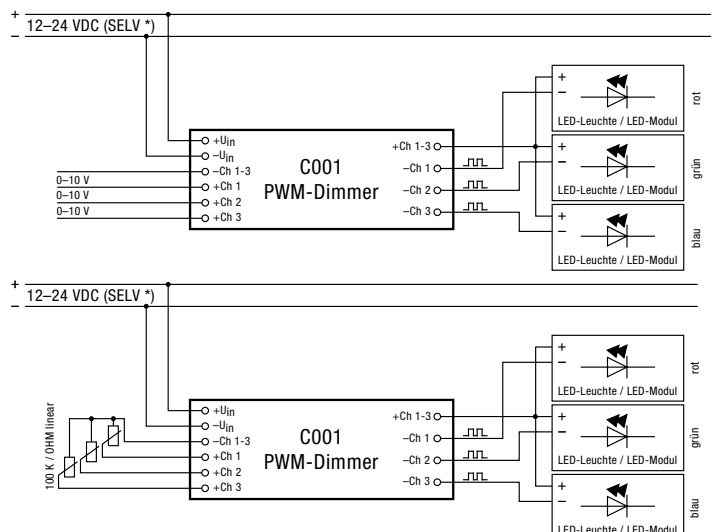 +
12–24 VDC (SELV *)
–
+
–
LED-Leuchte / LED-Modul
rot
+Uin
–Uin
–Ch 1-3
+Ch 1
+Ch 2
+Ch 3
0–10 V
0–10 V
0–10 V
C001
PWM-Dimmer
+Ch 1-3
–Ch 1
–Ch 2
–Ch 3
+
–
LED-Leuchte / LED-Modul
grün
+
–
LED-Leuchte / LED-Modul
blau
+
12–24 VDC (SELV *)
–
+
–
LED-Leuchte / LED-Modul
rot
100 K / OHM linear
+Uin
–Uin
–Ch 1-3
+Ch 1
+Ch 2
+Ch 3
C001
PWM-Dimmer
+Ch 1-3
–Ch 1
–Ch 2
–Ch 3
+
–
LED-Leuchte / LED-Modul
grün
+
–
LED-Leuchte / LED-Modul
blau